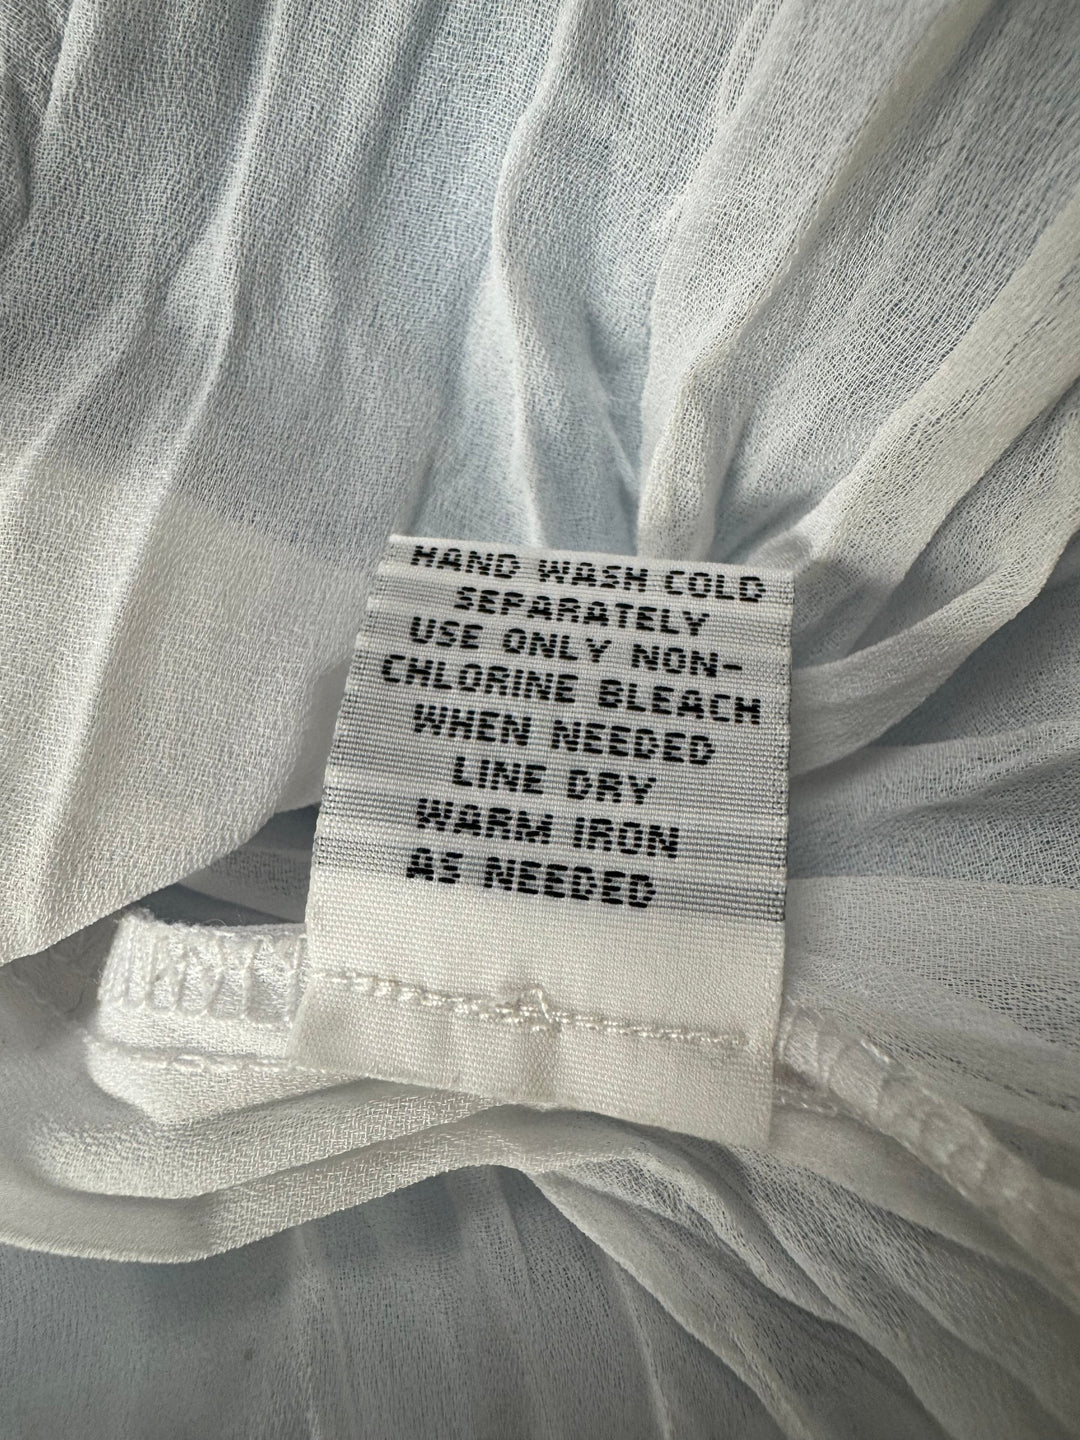 HAND WASH COLD
SEPARATELY
USE ONLY NON-
CHLORINE BLEACH
WHEN NEEDED
LINE DRY
WARM IRON
AS NEEDED